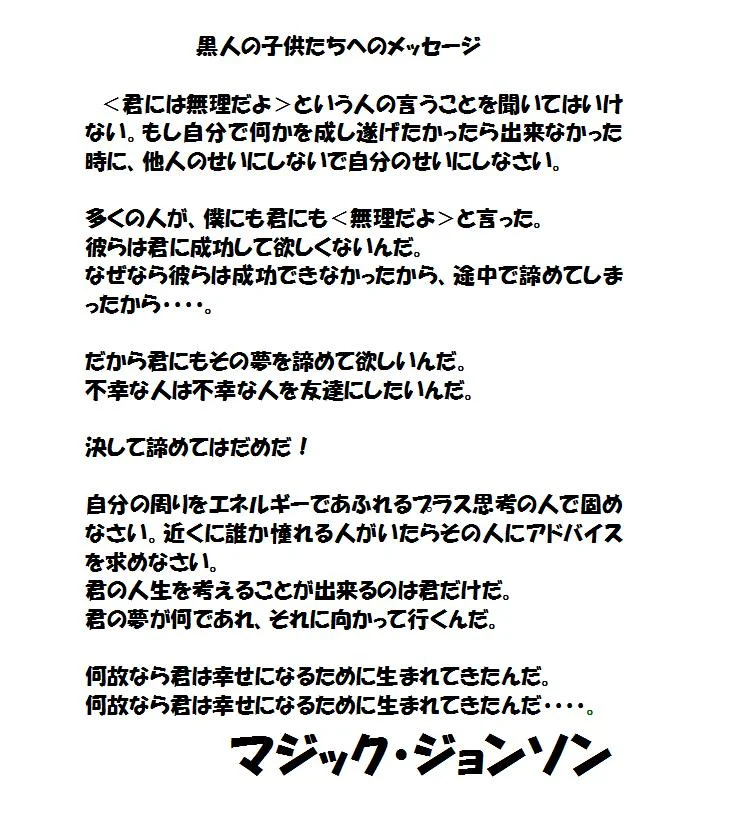 黒人の子供たちへのメッセージ
＜君には無理だよ＞という人の言うことを聞いてはいけ
ない。もし自分で何かを成し遂げたかったら出来なかった
時に、他人のせいにしないで自分のせいにしなさい。
多くの人が、僕にも君にも＜無理だよ＞と言った。
彼らは君に成功して欲しくないんだ。
なぜなら彼らは成功できなかったから、途中で諦めてしま
ったから・・・・。
だから君にもその夢を諦めて欲しいんだ。
不幸な人は不幸な人を友達にしたいんだ。
決して諦めてはだめだ！
自分の周りをエネルギーであふれるプラス思考の人で固め
なさい。近くに誰か憧れる人がいたらその人にアドバイス
を求めなさい。
君の人生を考えることが出来るのは君だけだ。
君の夢が何であれ、それに向かって行くんだ。
何故なら君は幸せになるために生まれてきたんだ。
何故なら君は幸せになるために生まれてきたんだ・・・・。
マジック・ジョンソン